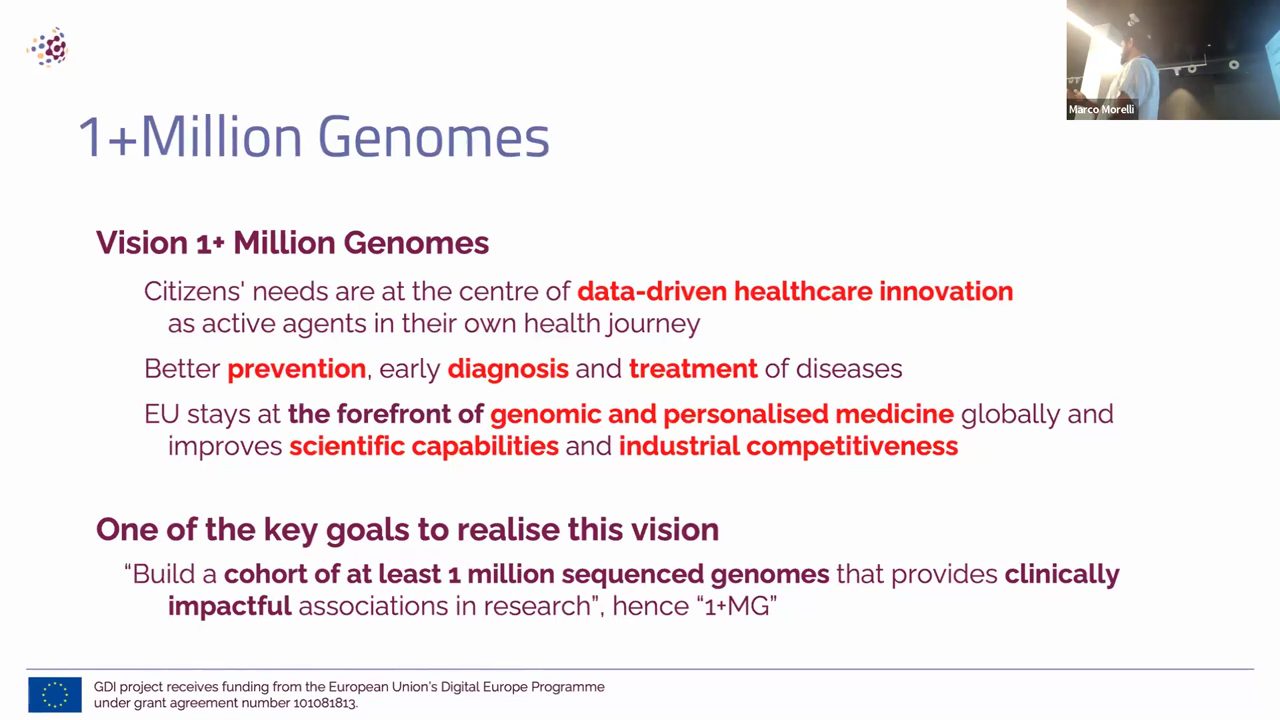 Marco Morelli
1+Million Genomes
Vision 1+ Million Genomes
Citizens' needs are at the centre of data-driven healthcare innovation
as active agents in their own health journey
Better prevention, early diagnosis and treatment of diseases
EU stays at the forefront of genomic and personalised medicine globally and
improves scientific capabilities and industrial competitiveness
One of the key goals to realise this vision
“Build a cohort of at least 1 million sequenced genomes that provides clinically
impactful associations in research”, hence “1+MG”
GDI project receives funding from the European Union's Digital Europe Programme
under grant agreement number 101081813.